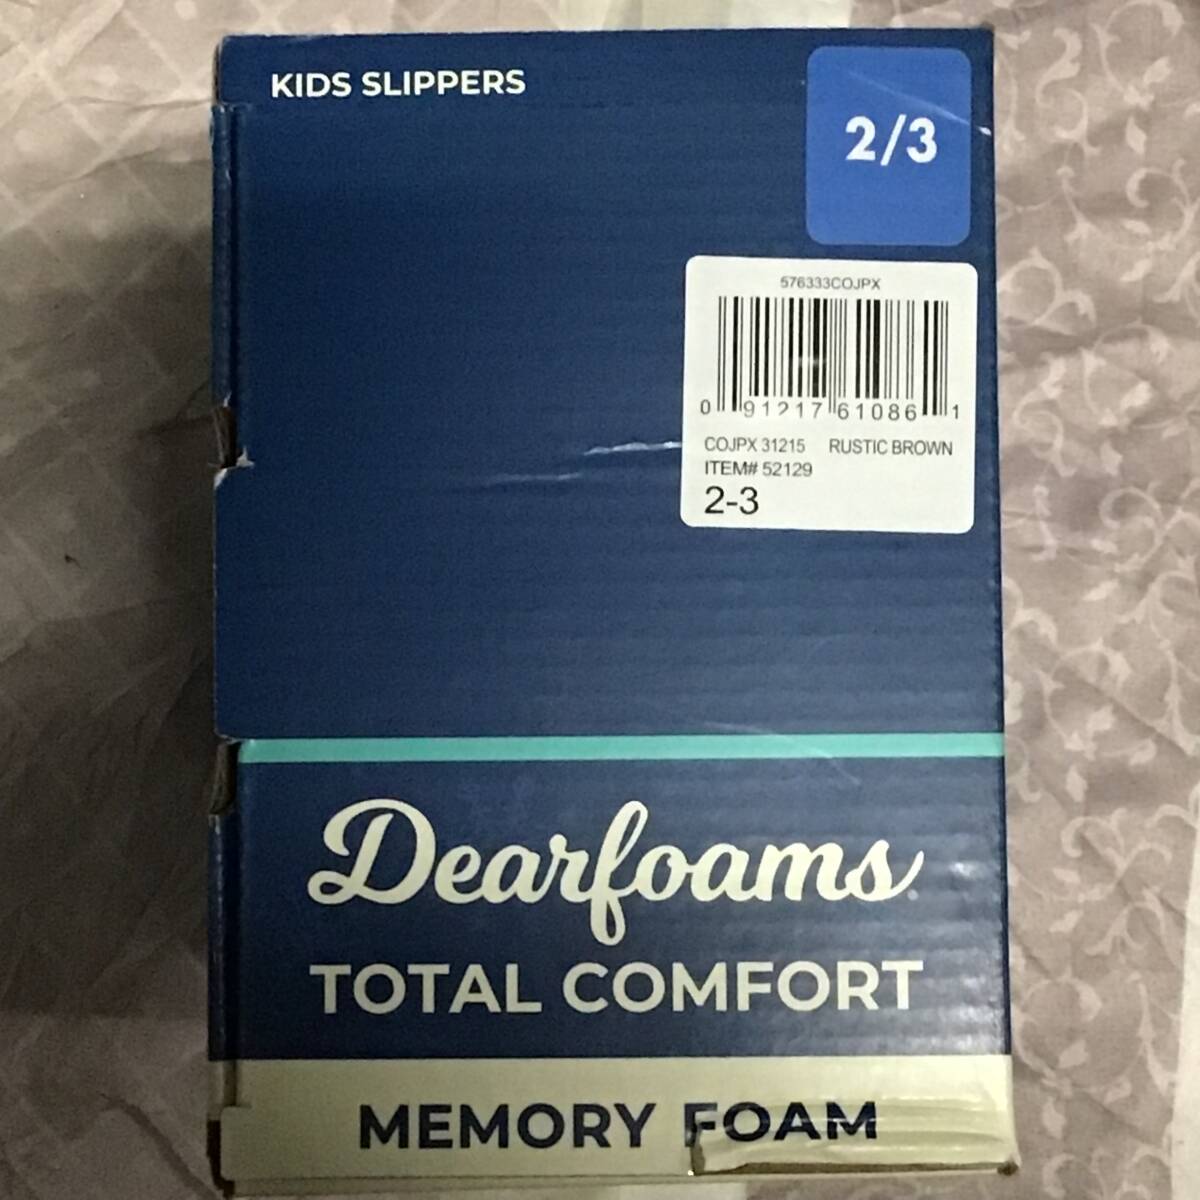 KIDS SLIPPERS
2/3
576333COJPX
0 91217 61086 1
COJPX 31215 RUSTIC BROWN
ITEM# 52129
2-3
Dearfoams
TOTAL COMFORT
MEMORY FOAM